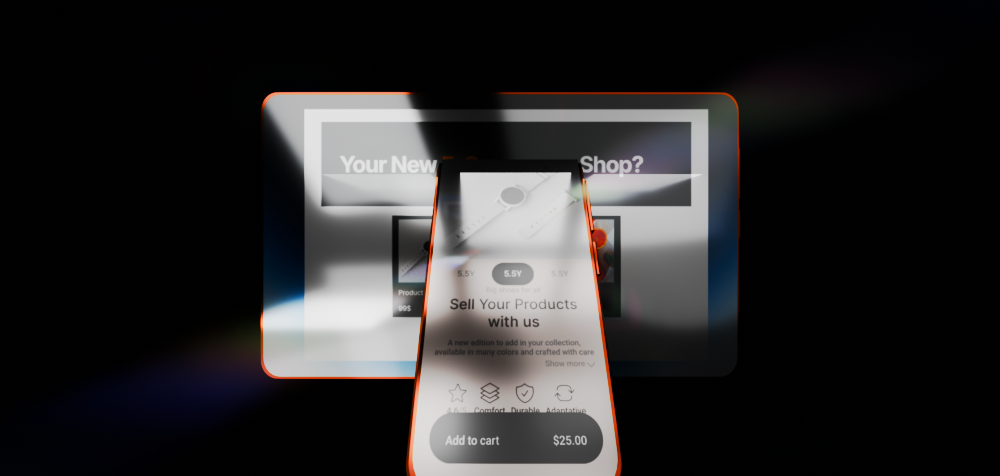 Your New Shop?
Product
99$
5.5Y 5.5Y 5.5Y
Sell Your Products
with us
A new edition to add in your collection,
available in many colors and crafted with care
Show more
Comfort Durable Adaptative
Add to cart $25.00